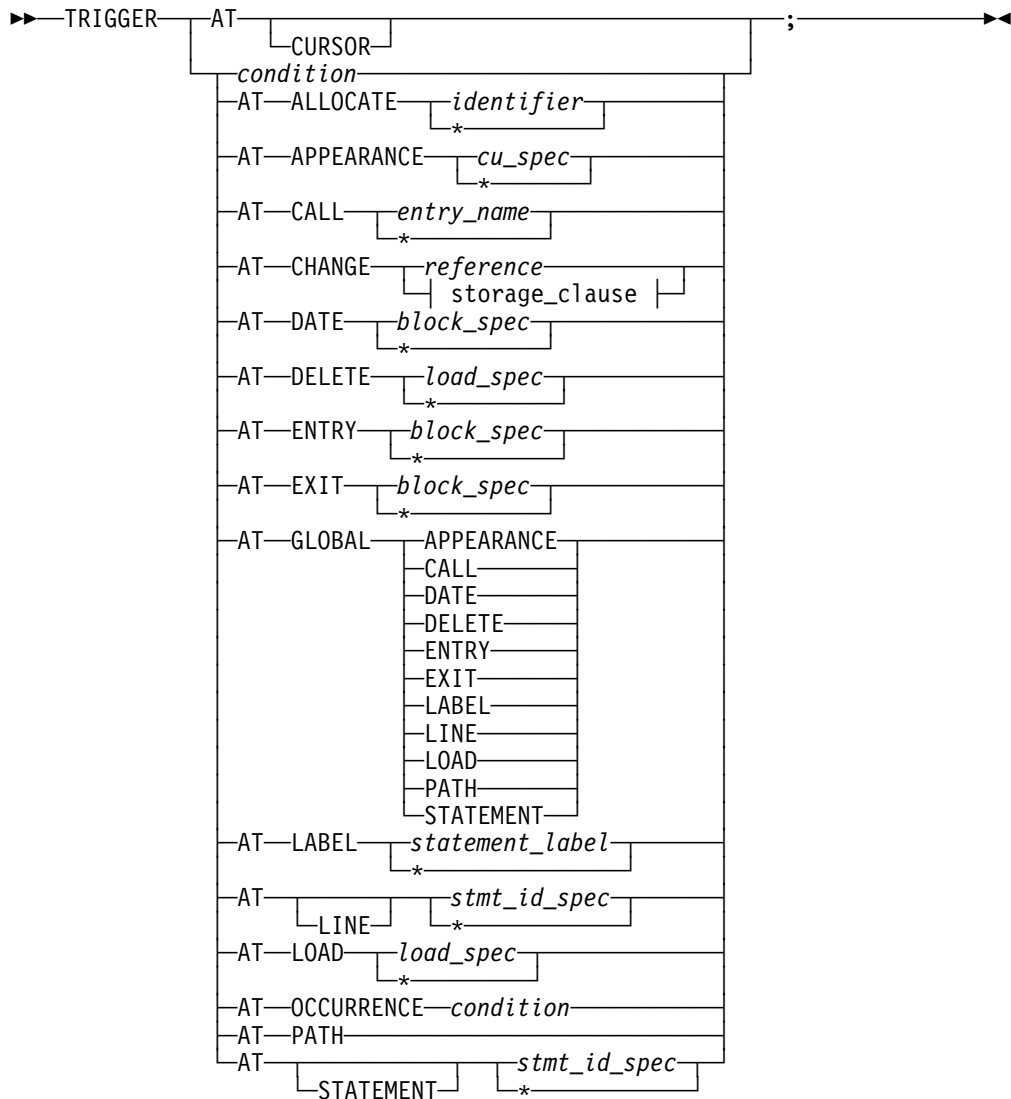 TRIGGER AT ;
CURSOR
condition
AT ALLOCATE identifier
*
AT APPEARANCE cu_spec
*
AT CALL entry_name
*
AT CHANGE reference
storage_clause
AT DATE block_spec
*
AT DELETE load_spec
*
AT ENTRY block_spec
*
AT EXIT block_spec
*
AT GLOBAL APPEARANCE
CALL
DATE
DELETE
ENTRY
EXIT
LABEL
LINE
LOAD
PATH
STATEMENT
AT LABEL statement_label
*
AT stmt_id_spec
LINE *
AT LOAD load_spec
*
AT OCCURRENCE condition
AT PATH
AT stmt_id_spec
STATEMENT *